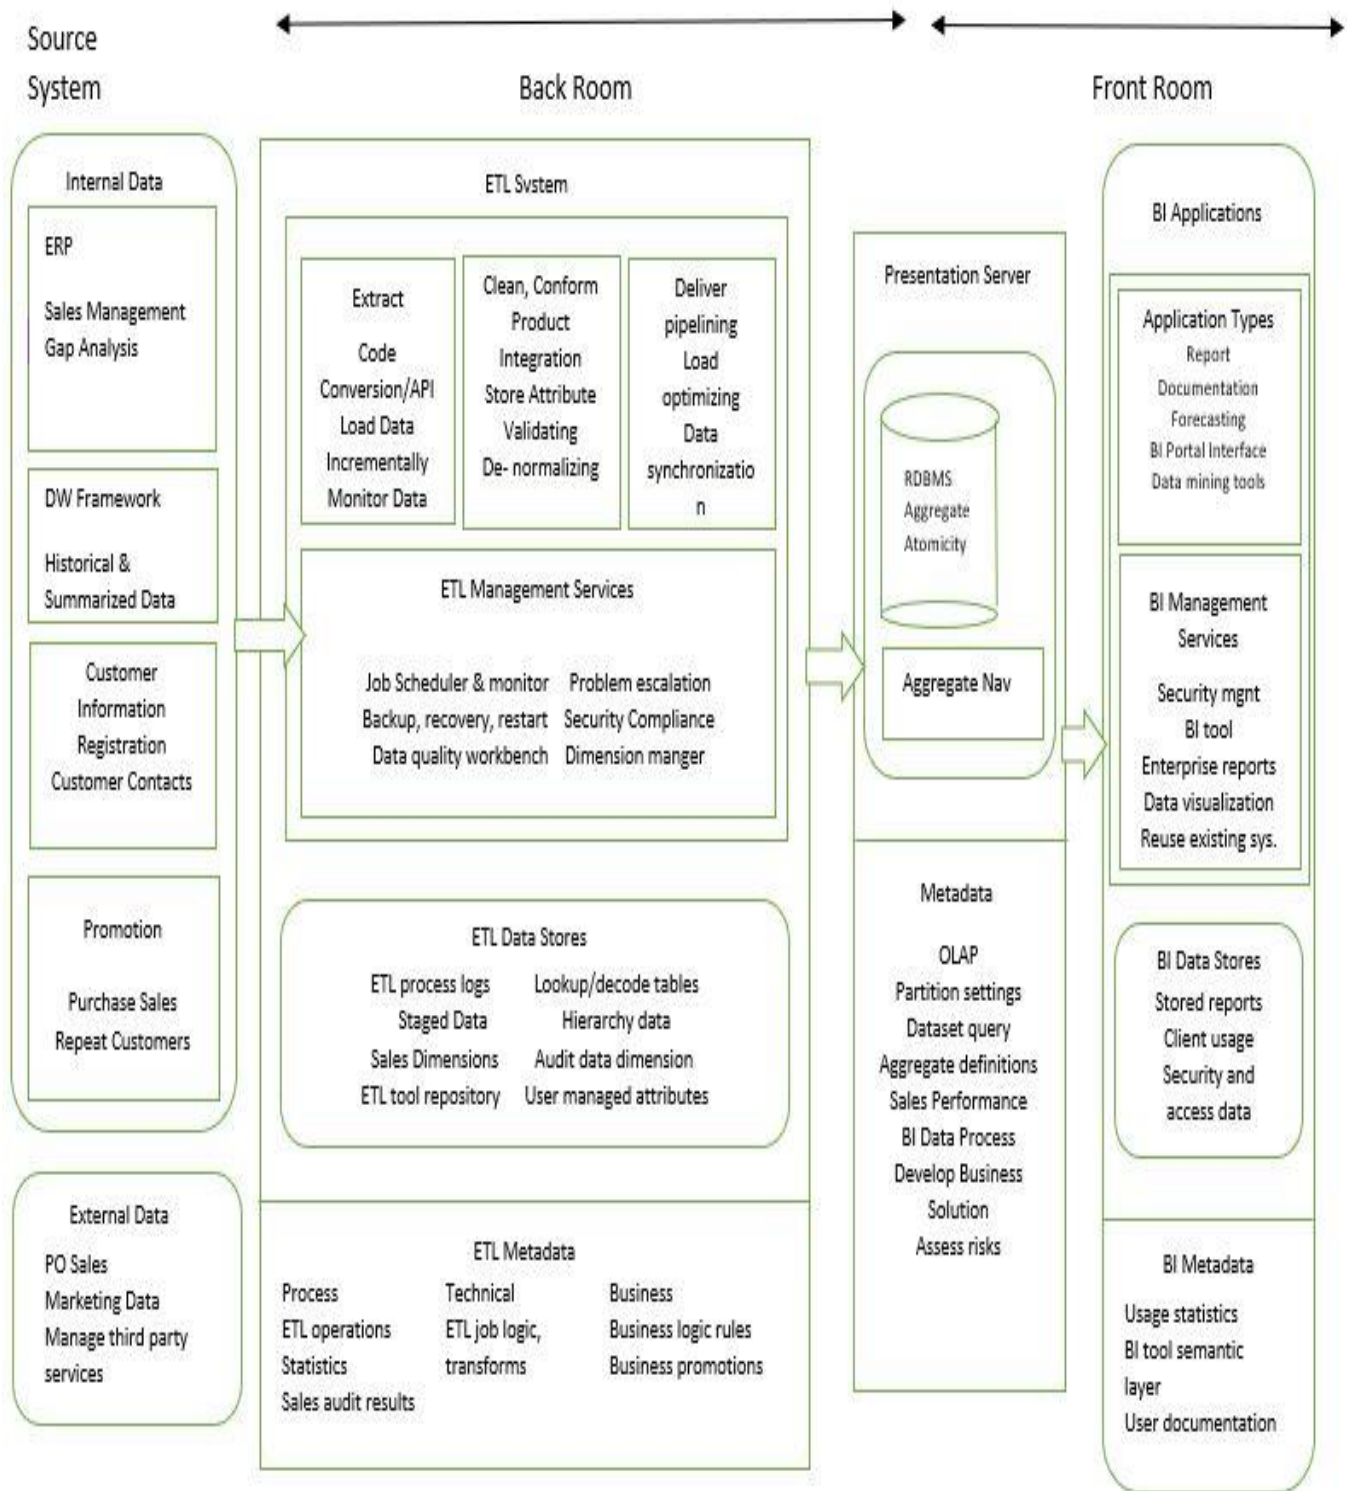 Source
System
Back Room
Front Room
Internal Data
ERP
Sales Management
Gap Analysis
DW Framework
Historical &
Summarized Data
Customer
Information
Registration
Customer Contacts
Promotion
Purchase Sales
Repeat Customers
External Data
PO Sales
Marketing Data
Manage third party
services
ETL System
Extract
Code
Conversion/API
Load Data
Incrementally
Monitor Data
Clean, Conform
Product
Integration
Store Attribute
Validating
De- normalizing
Deliver
pipelining
Load
optimizing
Data
synchronizatio
n
ETL Management Services
Job Scheduler & monitor Problem escalation
Backup, recovery, restart Security Compliance
Data quality workbench Dimension manger
ETL Data Stores
ETL process logs Lookup/decode tables
Staged Data Hierarchy data
Sales Dimensions Audit data dimension
ETL tool repository User managed attributes
ETL Metadata
Process Technical Business
ETL operations ETL job logic, Business logic rules
Statistics transforms Business promotions
Sales audit results
Presentation Server
RDBMS
Aggregate
Atomicity
Aggregate Nav
Metadata
OLAP
Partition settings
Dataset query
Aggregate definitions
Sales Performance
BI Data Process
Develop Business
Solution
Assess risks
BI Applications
Application Types
Report
Documentation
Forecasting
BI Portal Interface
Data mining tools
BI Management
Services
Security mgnt
BI tool
Enterprise reports
Data visualization
Reuse existing sys.
BI Data Stores
Stored reports
Client usage
Security and
access data
BI Metadata
Usage statistics
BI tool semantic
layer
User documentation